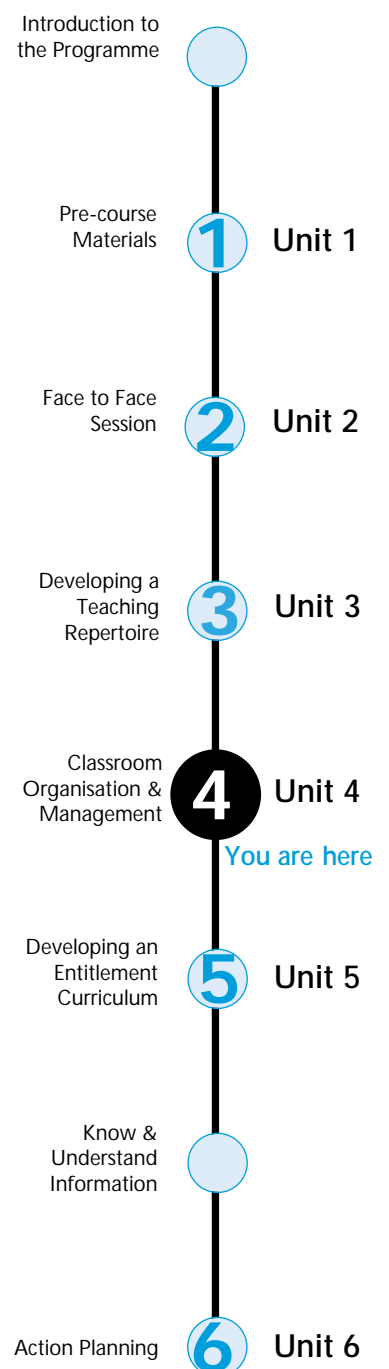 Introduction to
the Programme
Pre-course
Materials
1
Unit 1
Face to Face
Session
2
Unit 2
Developing a
Teaching
Repertoire
3
Unit 3
Classroom
Organisation &
Management
4
Unit 4
You are here
Developing an
Entitlement
Curriculum
5
Unit 5
Know &
Understand
Information
Action Planning
6
Unit 6